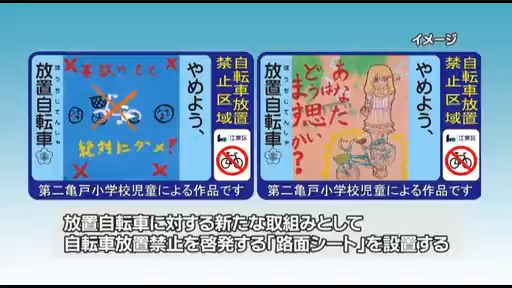 イメージ
自転車放置
禁止区域
やめよう、
放置自転車
ほうちじてんしゃ
絶対にダメ!
江東区
第二亀戸小学校児童による作品です
自転車放置
禁止区域
やめよう、
放置自転車
ほうちじてんしゃ
あなたは
どう思い
ますか?
江東区
第二亀戸小学校児童による作品です
放置自転車に対する新たな取組みとして
自転車放置禁止を啓発する「路面シート」を設置する